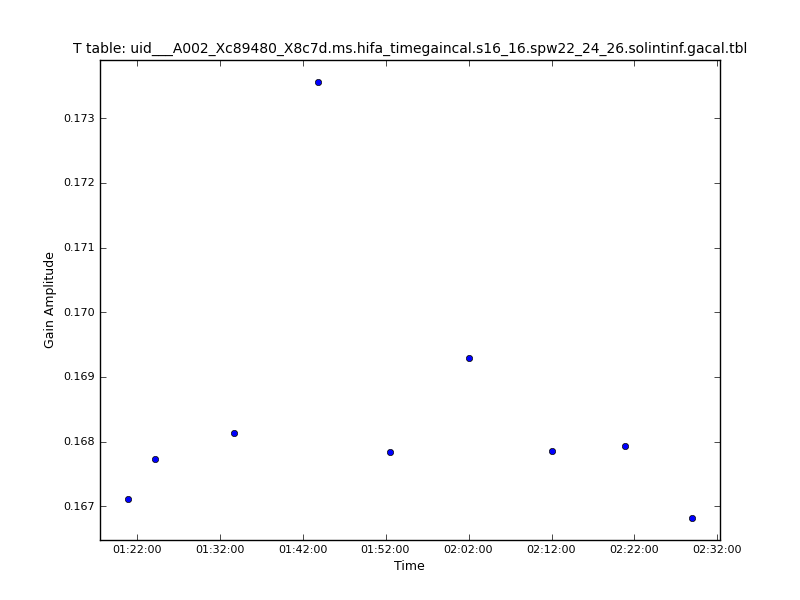 T table: uid___A002_Xc89480_X8c7d.ms.hifa_timegaincal.s16_16.spw22_24_26.solintinf.gacal.tbl
0.173
0.172
0.171
0.170
0.169
0.168
0.167
Gain Amplitude
01:22:00 01:32:00 01:42:00 01:52:00 02:02:00 02:12:00 02:22:00 02:32:00
Time